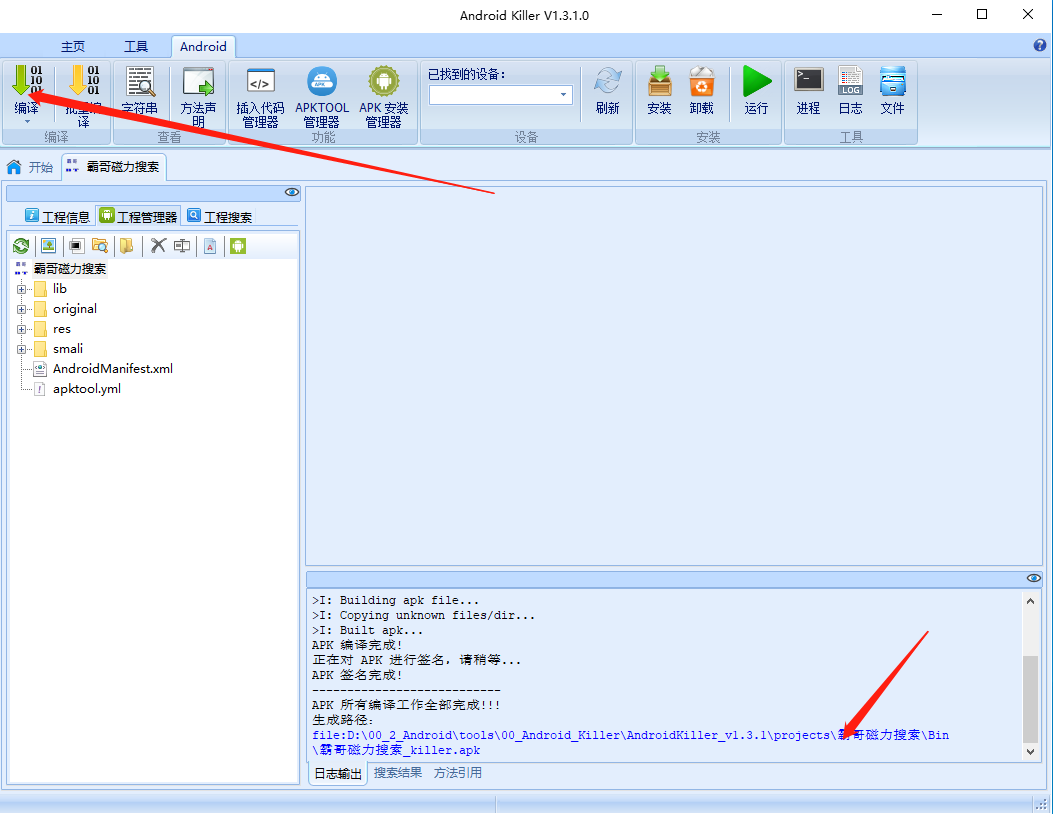 Android Killer V1.3.1.0
主页 工具 Android
01
10
01
01
10
01
编译
批量编译
字符串
方法声明
</>
插入代码管理器
APK
APKTOOL管理器
APK 安装管理器
已找到的设备:
刷新
安装
卸载
运行
进程
LOG
日志
文件
编译 查看 功能 设备 安装 工具
开始 霸哥磁力搜索
工程信息 工程管理器 工程搜索
霸哥磁力搜索
lib
original
res
smali
AndroidManifest.xml
apktool.yml
>I: Building apk file...
>I: Copying unknown files/dir...
>I: Built apk...
APK 编译完成!
正在对 APK 进行签名，请稍等...
APK 签名完成!
---------------------------
APK 所有编译工作全部完成!!!
生成路径:
file:D:\00_2_Android\tools\00_Android_Killer\AndroidKiller_v1.3.1\projects\霸哥磁力搜索\Bin
\霸哥磁力搜索_killer.apk
日志输出 搜索结果 方法引用